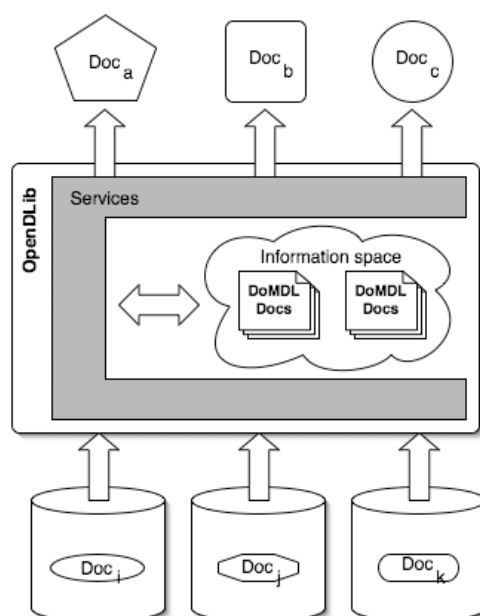 Doc a
Doc b
Doc c
OpenDLib
Services
Information space
DoMDL
Docs
DoMDL
Docs
Doc i
Doc j
Doc k